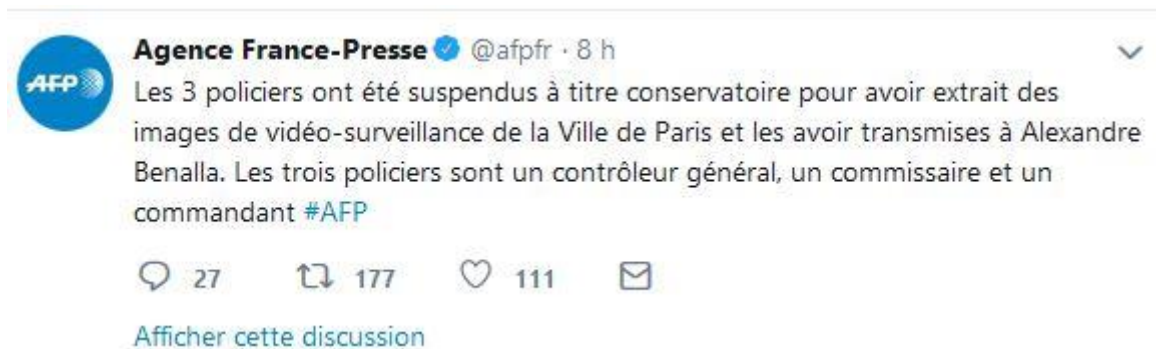 Agence France-Presse @afpfr · 8 h
AFP
Les 3 policiers ont été suspendus à titre conservatoire pour avoir extrait des
images de vidéo-surveillance de la Ville de Paris et les avoir transmises à Alexandre
Benalla. Les trois policiers sont un contrôleur général, un commissaire et un
commandant #AFP
27 177 111
Afficher cette discussion